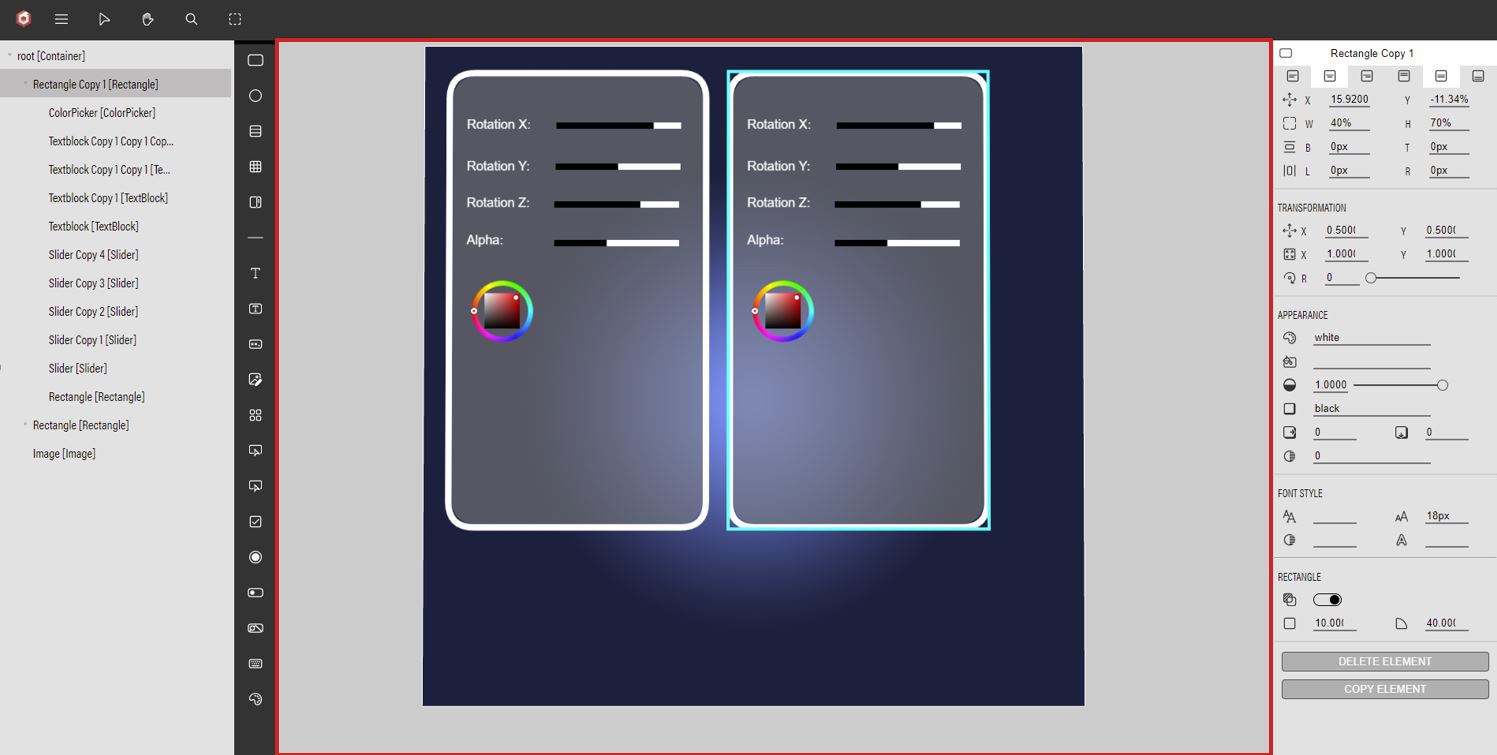 root [Container]
Rectangle Copy 1 [Rectangle]
ColorPicker [ColorPicker]
Textblock Copy 1 Copy 1 Cop...
Textblock Copy 1 Copy 1 [Te...
Textblock Copy 1 [TextBlock]
Textblock [TextBlock]
Slider Copy 4 [Slider]
Slider Copy 3 [Slider]
Slider Copy 2 [Slider]
Slider Copy 1 [Slider]
Slider [Slider]
Rectangle [Rectangle]
Rectangle [Rectangle]
Image [Image]
Rotation X:
Rotation Y:
Rotation Z:
Alpha:
Rotation X:
Rotation Y:
Rotation Z:
Alpha:
Rectangle Copy 1
X 15.9200 Y -11.34%
W 40% H 70%
B 0px T 0px
L 0px R 0px
TRANSFORMATION
X 0.500( Y 0.500(
X 1.000( Y 1.000(
R 0
APPEARANCE
white
1.0000
black
0 0
0
FONT STYLE
18px
RECTANGLE
10.00( 40.00(
DELETE ELEMENT
COPY ELEMENT